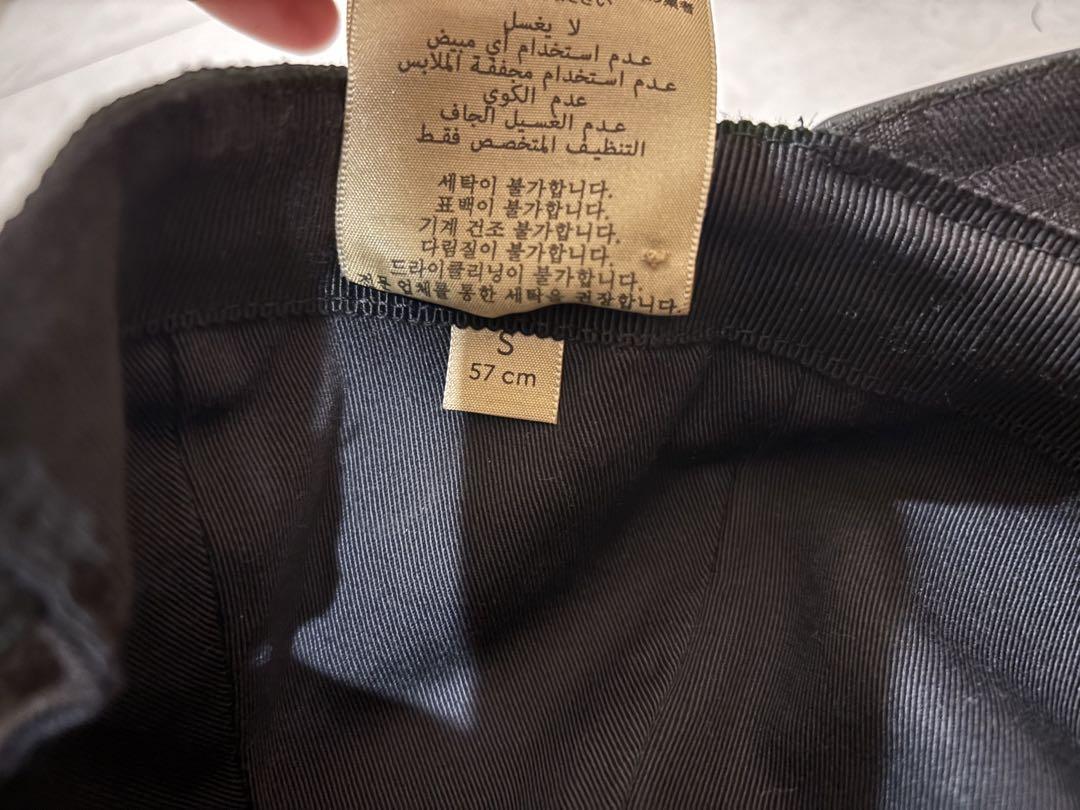 لا يغسل
عدم استخدام أي مبيض
عدم استخدام مجففة الملابس
عدم الكوي
عدم الغسيل الجاف
التنظيف المتخصص فقط
세탁이 불가합니다.
표백이 불가합니다.
기계 건조 불가합니다.
다림질이 불가합니다.
드라이클리닝이 불가합니다.
전문 업체를 통한 세탁을 권장합니다.
S
57 cm